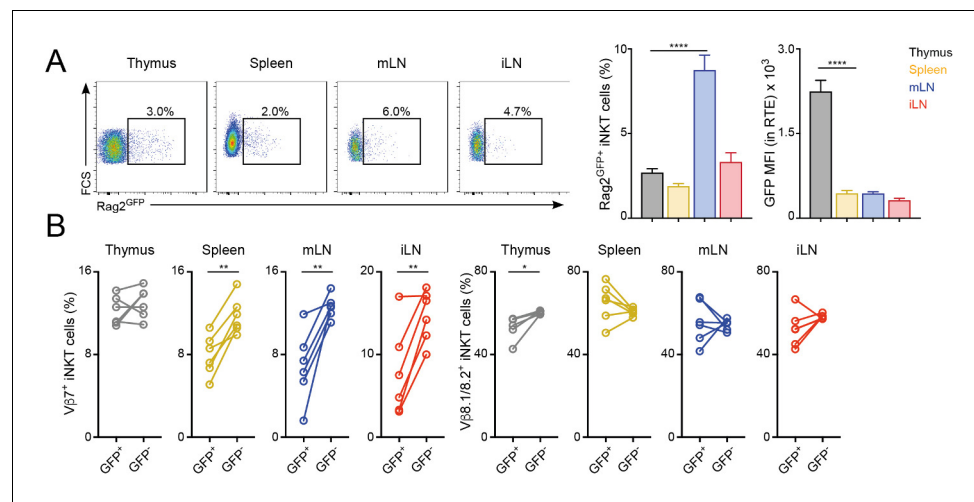 A
Thymus
Spleen
mLN
iLN
3.0%
2.0%
6.0%
4.7%
FCS
Rag2GFP
Rag2GFP+ iNKT cells (%)
10
5
0
****
GFP MFI (in RTE) x 10³
3.0
1.5
0
****
Thymus
Spleen
mLN
iLN
B
Thymus
Spleen
mLN
iLN
Thymus
Spleen
mLN
iLN
Vβ7+ iNKT cells (%)
16
8
0
GFP+
GFP-
16
8
0
**
GFP+
GFP-
16
8
0
**
GFP+
GFP-
20
10
0
**
GFP+
GFP-
Vβ8.1/8.2+ iNKT cells (%)
80
40
0
*
GFP+
GFP-
80
40
0
GFP+
GFP-
80
40
0
GFP+
GFP-
80
40
0
GFP+
GFP-